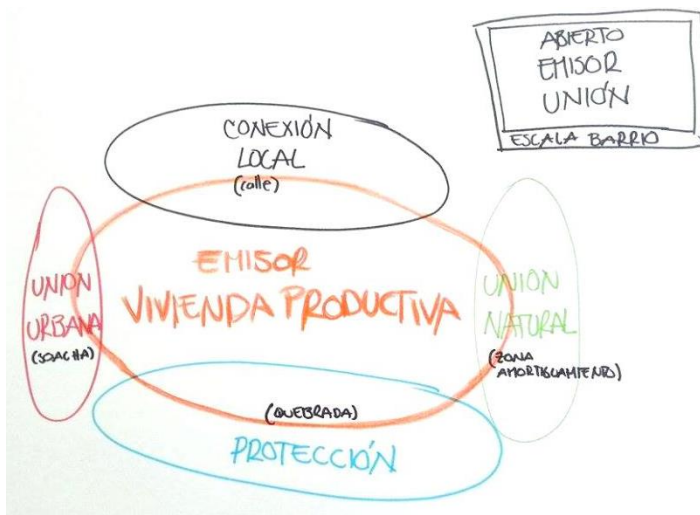 ABIERTO
EMISOR
UNIÓN
ESCALA BARRIO
CONEXIÓN
LOCAL
(calle)
EMISOR
VIVIENDA PRODUCTIVA
UNION
URBANA
(SOACHA)
UNION
NATURAL
(ZONA
AMORTIGUAMIENTO)
(QUEBRADA)
PROTECCIÓN